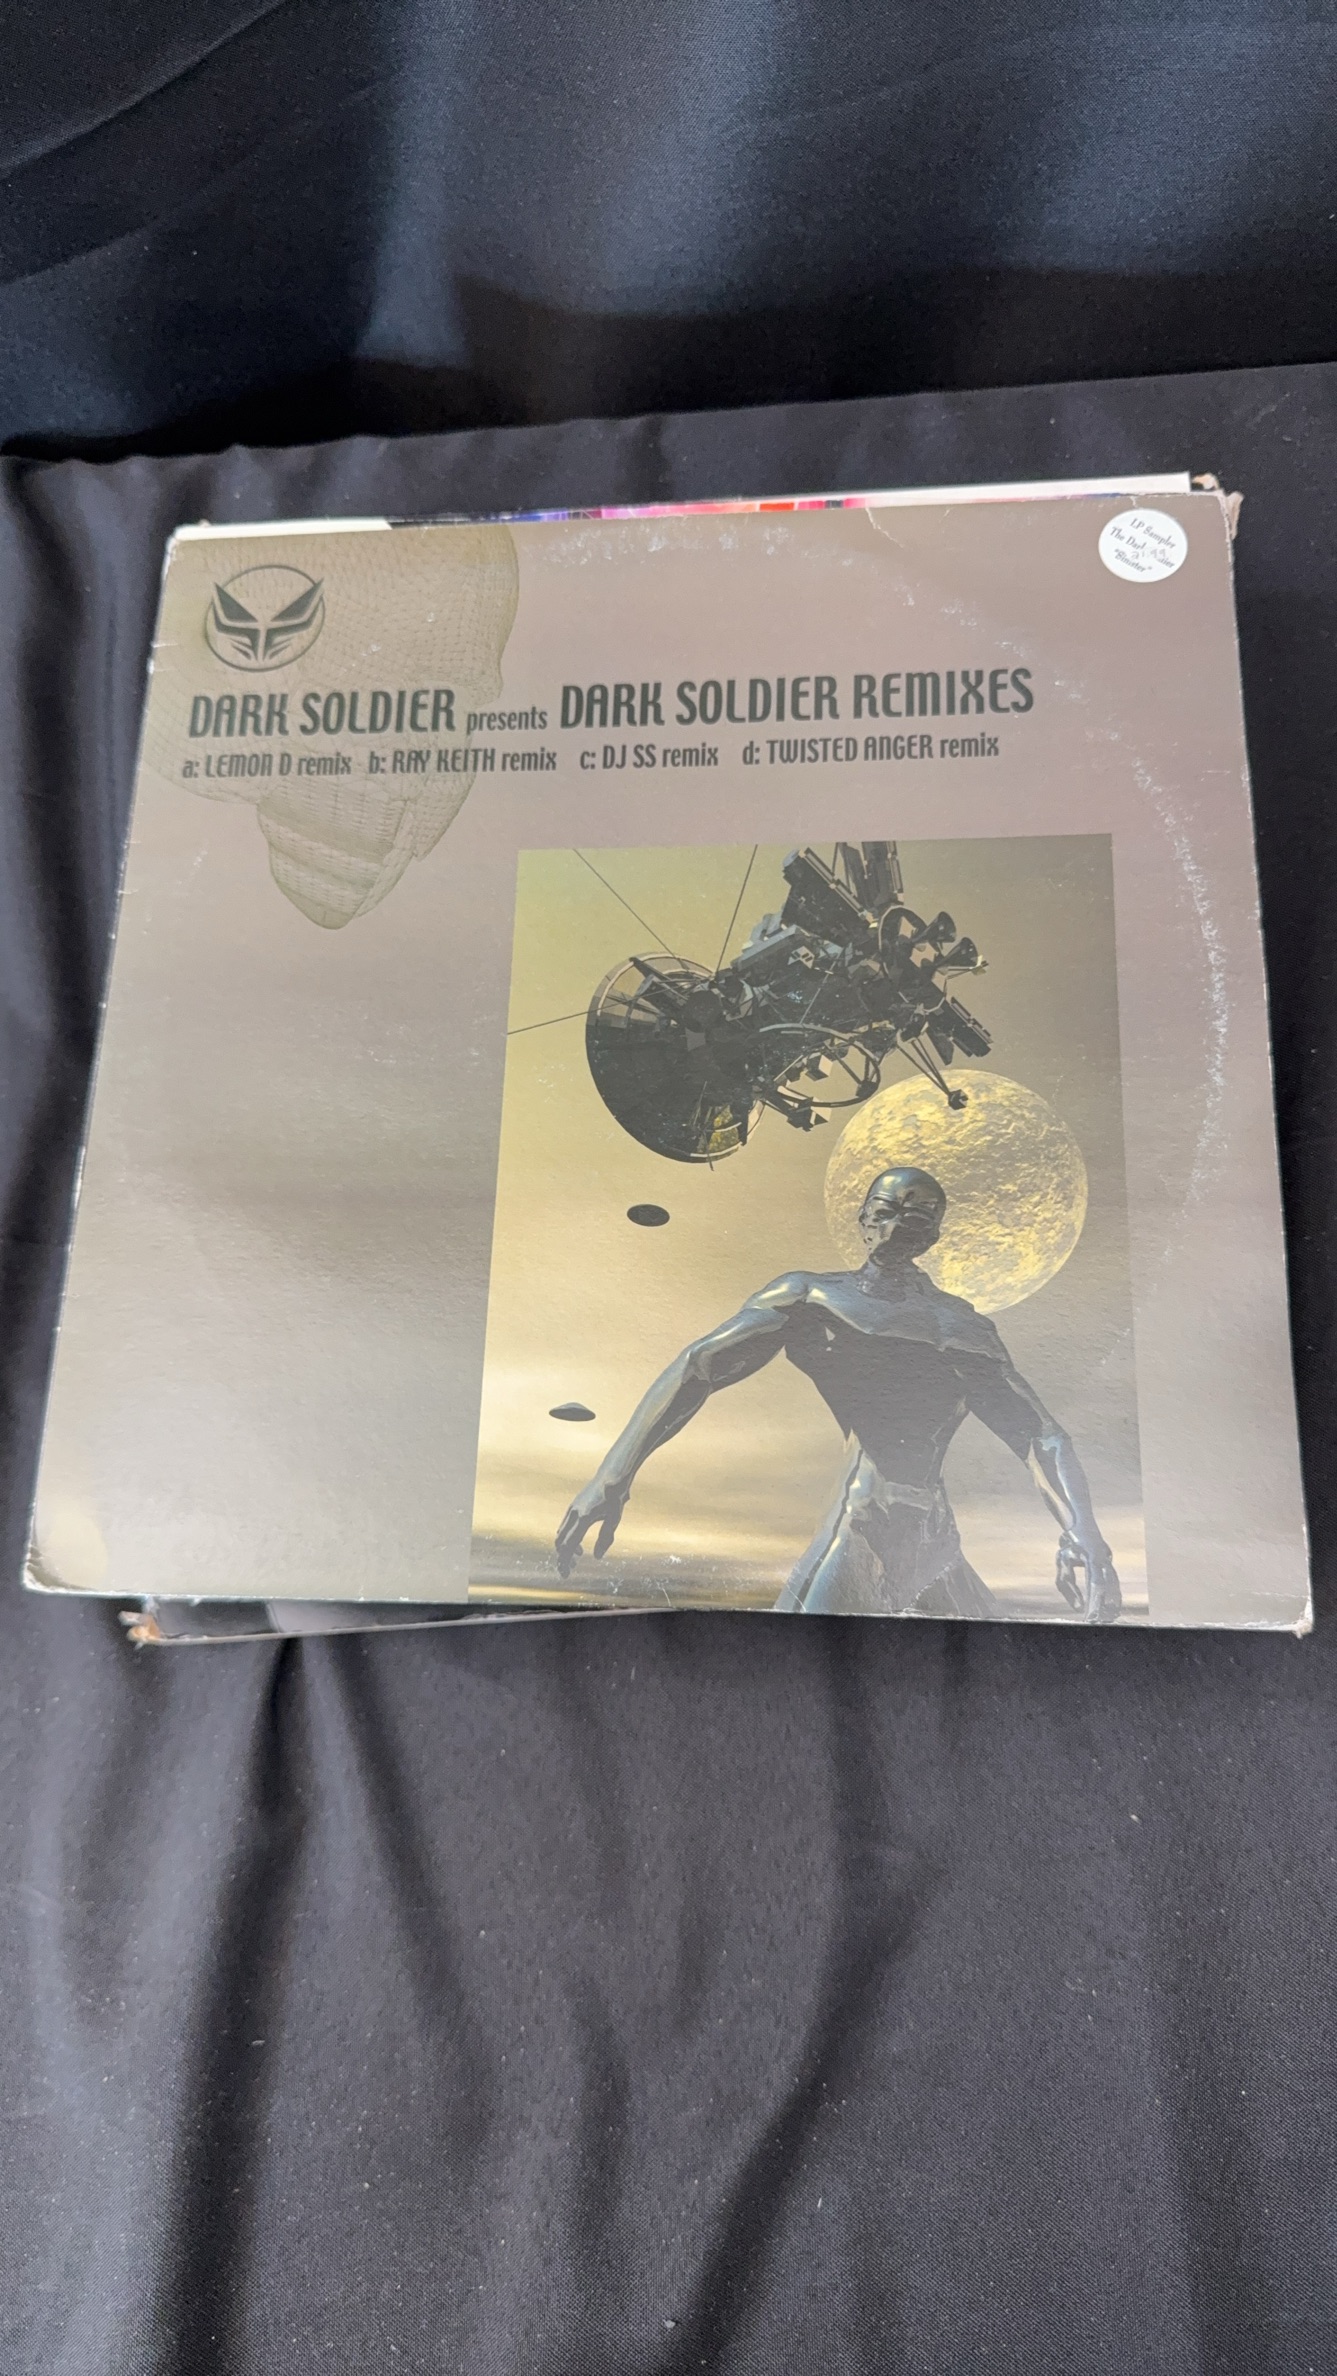 LP Sampler
The Dark
"Sinister"
DARK SOLDIER presents DARK SOLDIER REMIXES
a: LEMON D remix b: RAY KEITH remix c: DJ SS remix d: TWISTED ANGER remix